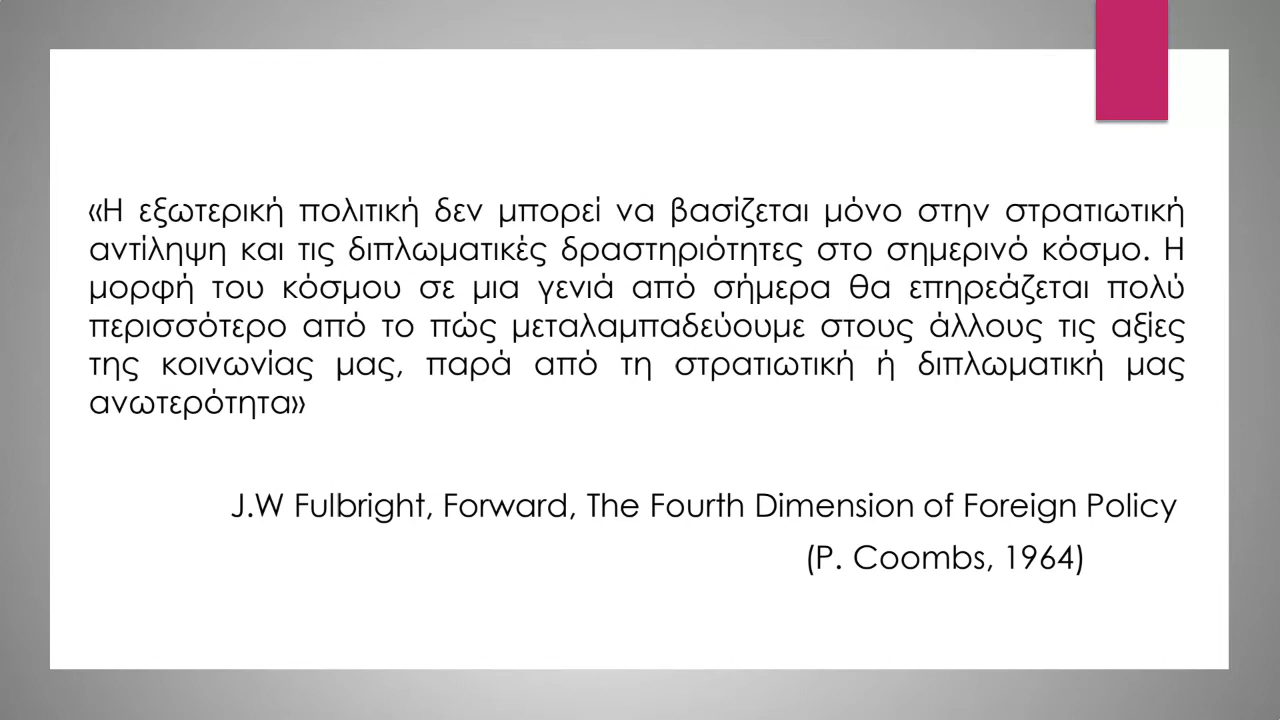 «Η εξωτερική πολιτική δεν μπορεί να βασίζεται μόνο στην στρατιωτική
αντίληψη και τις διπλωματικές δραστηριότητες στο σημερινό κόσμο. Η
μορφή του κόσμου σε μια γενιά από σήμερα θα επηρεάζεται πολύ
περισσότερο από το πώς μεταλαμπαδεύουμε στους άλλους τις αξίες
της κοινωνίας μας, παρά από τη στρατιωτική ή διπλωματική μας
ανωτερότητα»
J.W Fulbright, Forward, The Fourth Dimension of Foreign Policy
(P. Coombs, 1964)